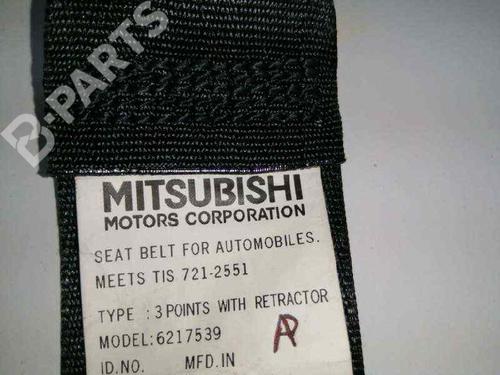 B-PARTS
MITSUBISHI
MOTORS CORPORATION
SEAT BELT FOR AUTOMOBILES.
MEETS TIS 721-2551
TYPE : 3 POINTS WITH RETRACTOR
MODEL:6217539
ID.NO. MFD.IN